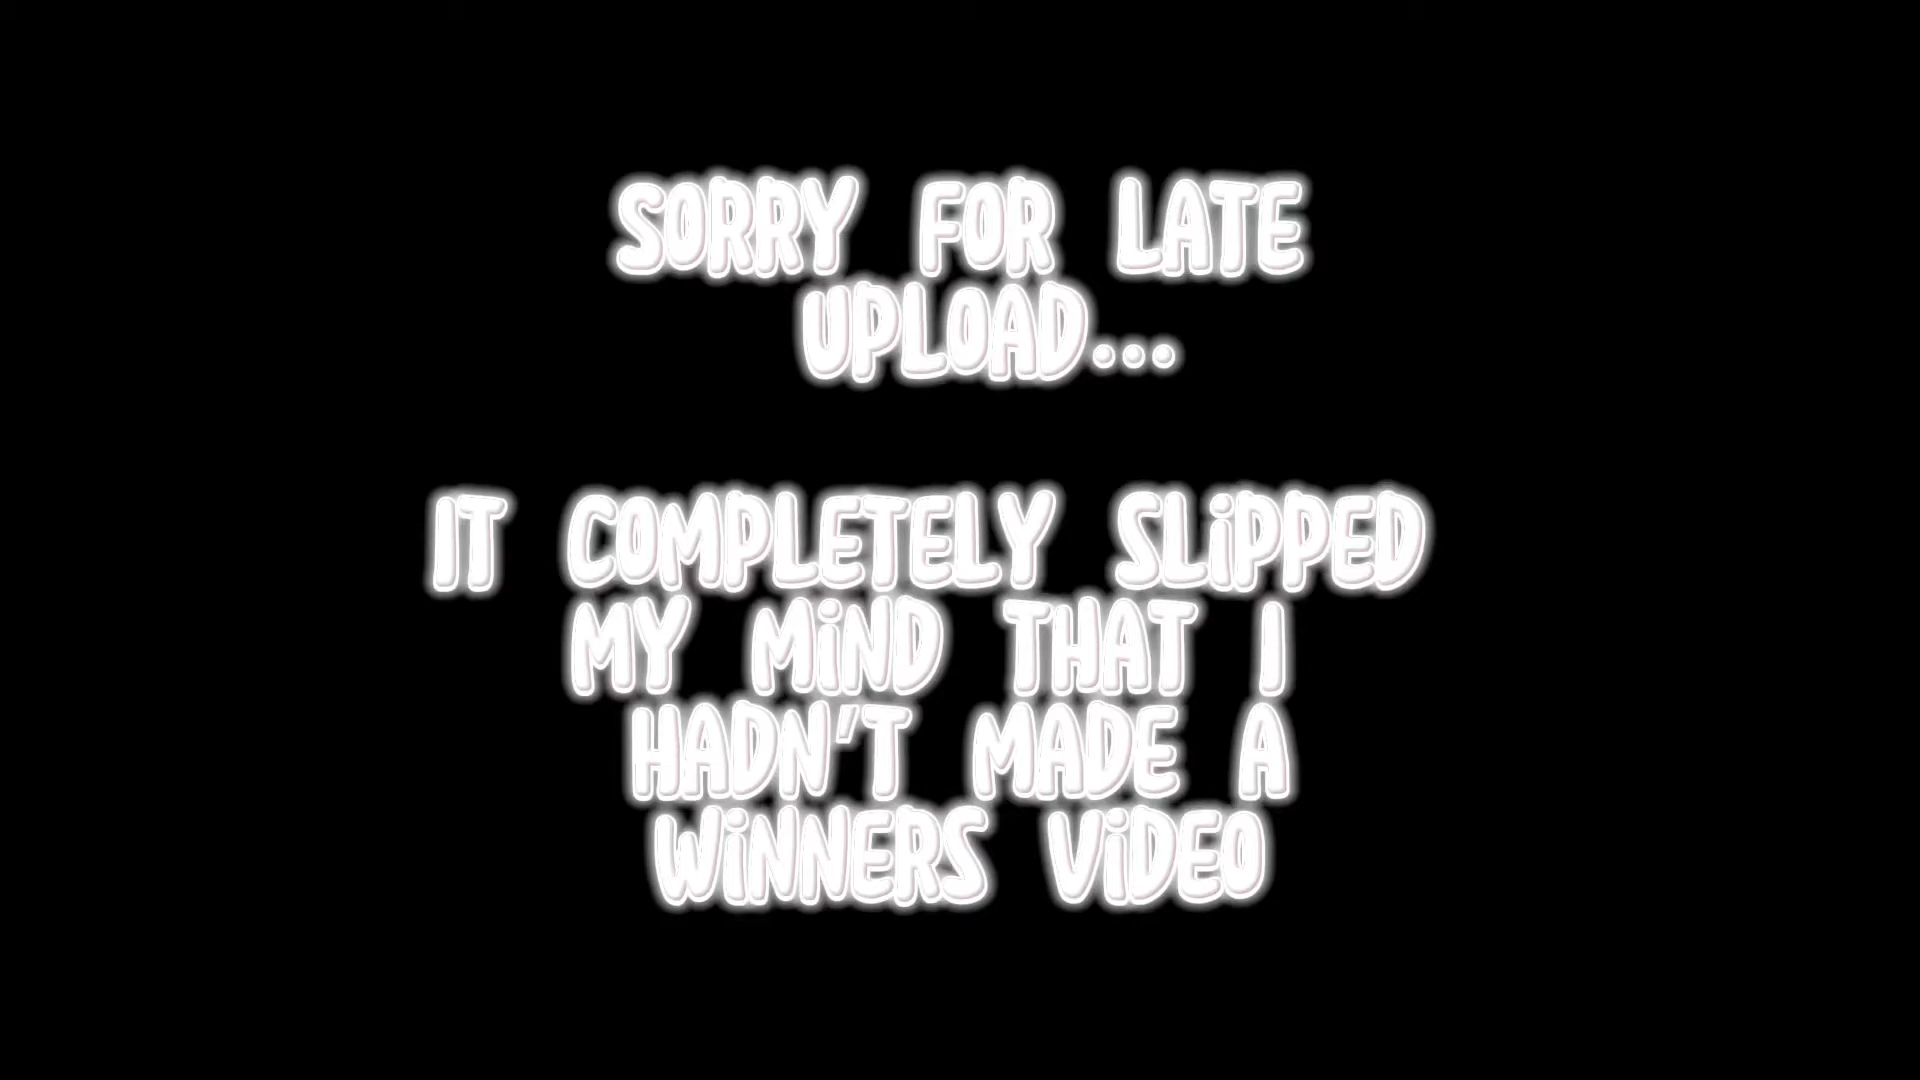 SORRY FOR LATE
UPLOAD...
IT COMPLETELY SLiPPED
MY MiND THAT I
HADN'T MADE A
WiNNERS ViDEO